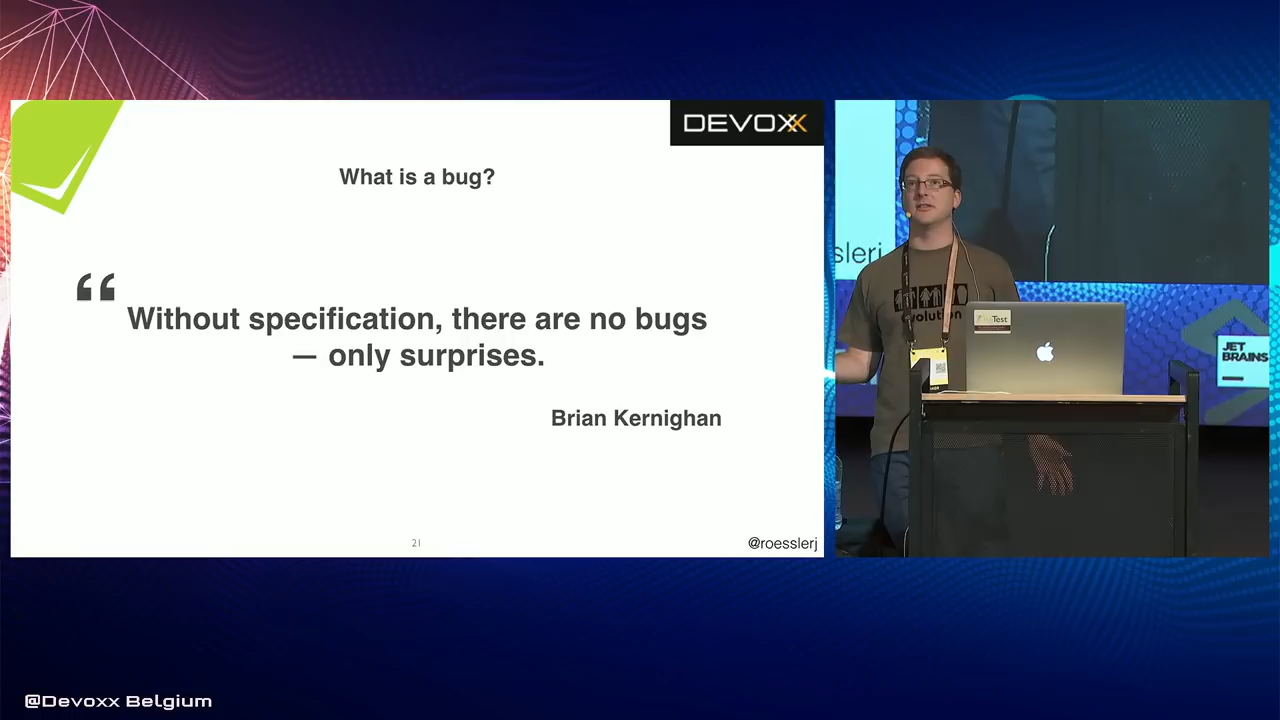 DEVOXX
What is a bug?
“
Without specification, there are no bugs
— only surprises.
Brian Kernighan
21
@roesslerj
JET
BRAINS
@Devoxx Belgium